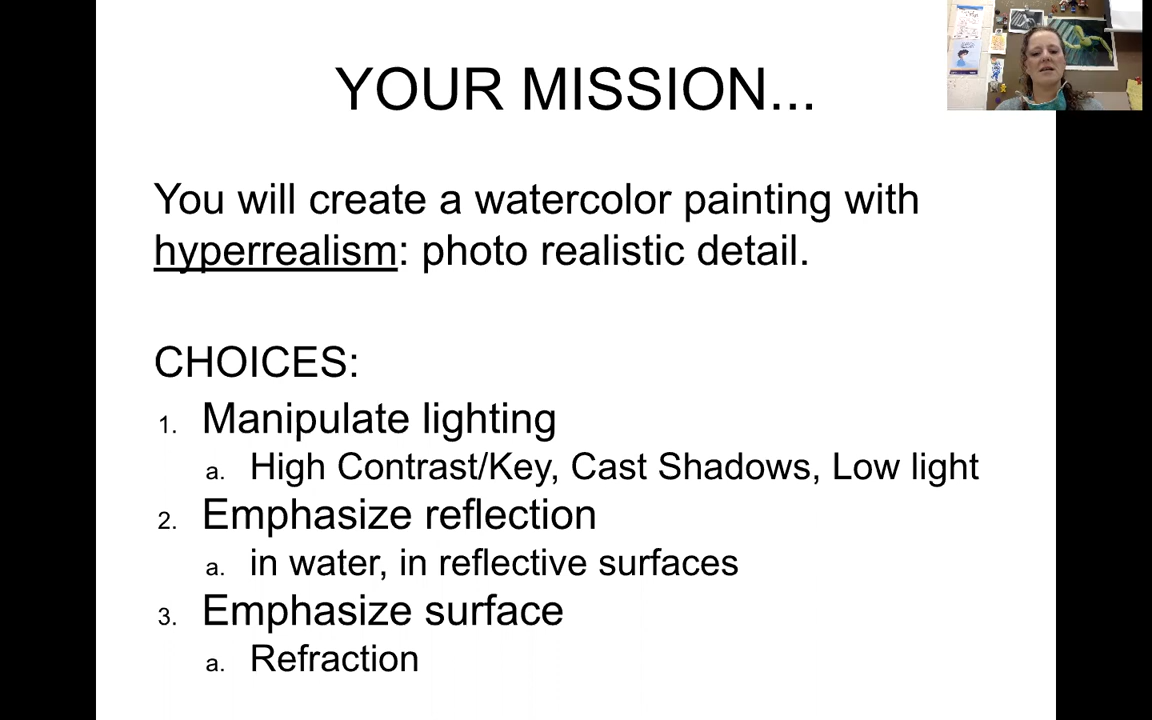 YOUR MISSION...
You will create a watercolor painting with
hyperrealism: photo realistic detail.
CHOICES:
1. Manipulate lighting
a. High Contrast/Key, Cast Shadows, Low light
2. Emphasize reflection
a. in water, in reflective surfaces
3. Emphasize surface
a. Refraction